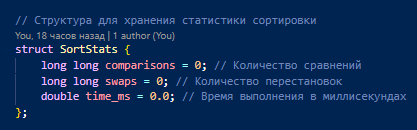 // Структура для хранения статистики сортировки
You, 18 часов назад | 1 author (You)
struct SortStats {
    long long comparisons = 0; // Количество сравнений
    long long swaps = 0; // Количество перестановок
    double time_ms = 0.0; // Время выполнения в миллисекундах
};